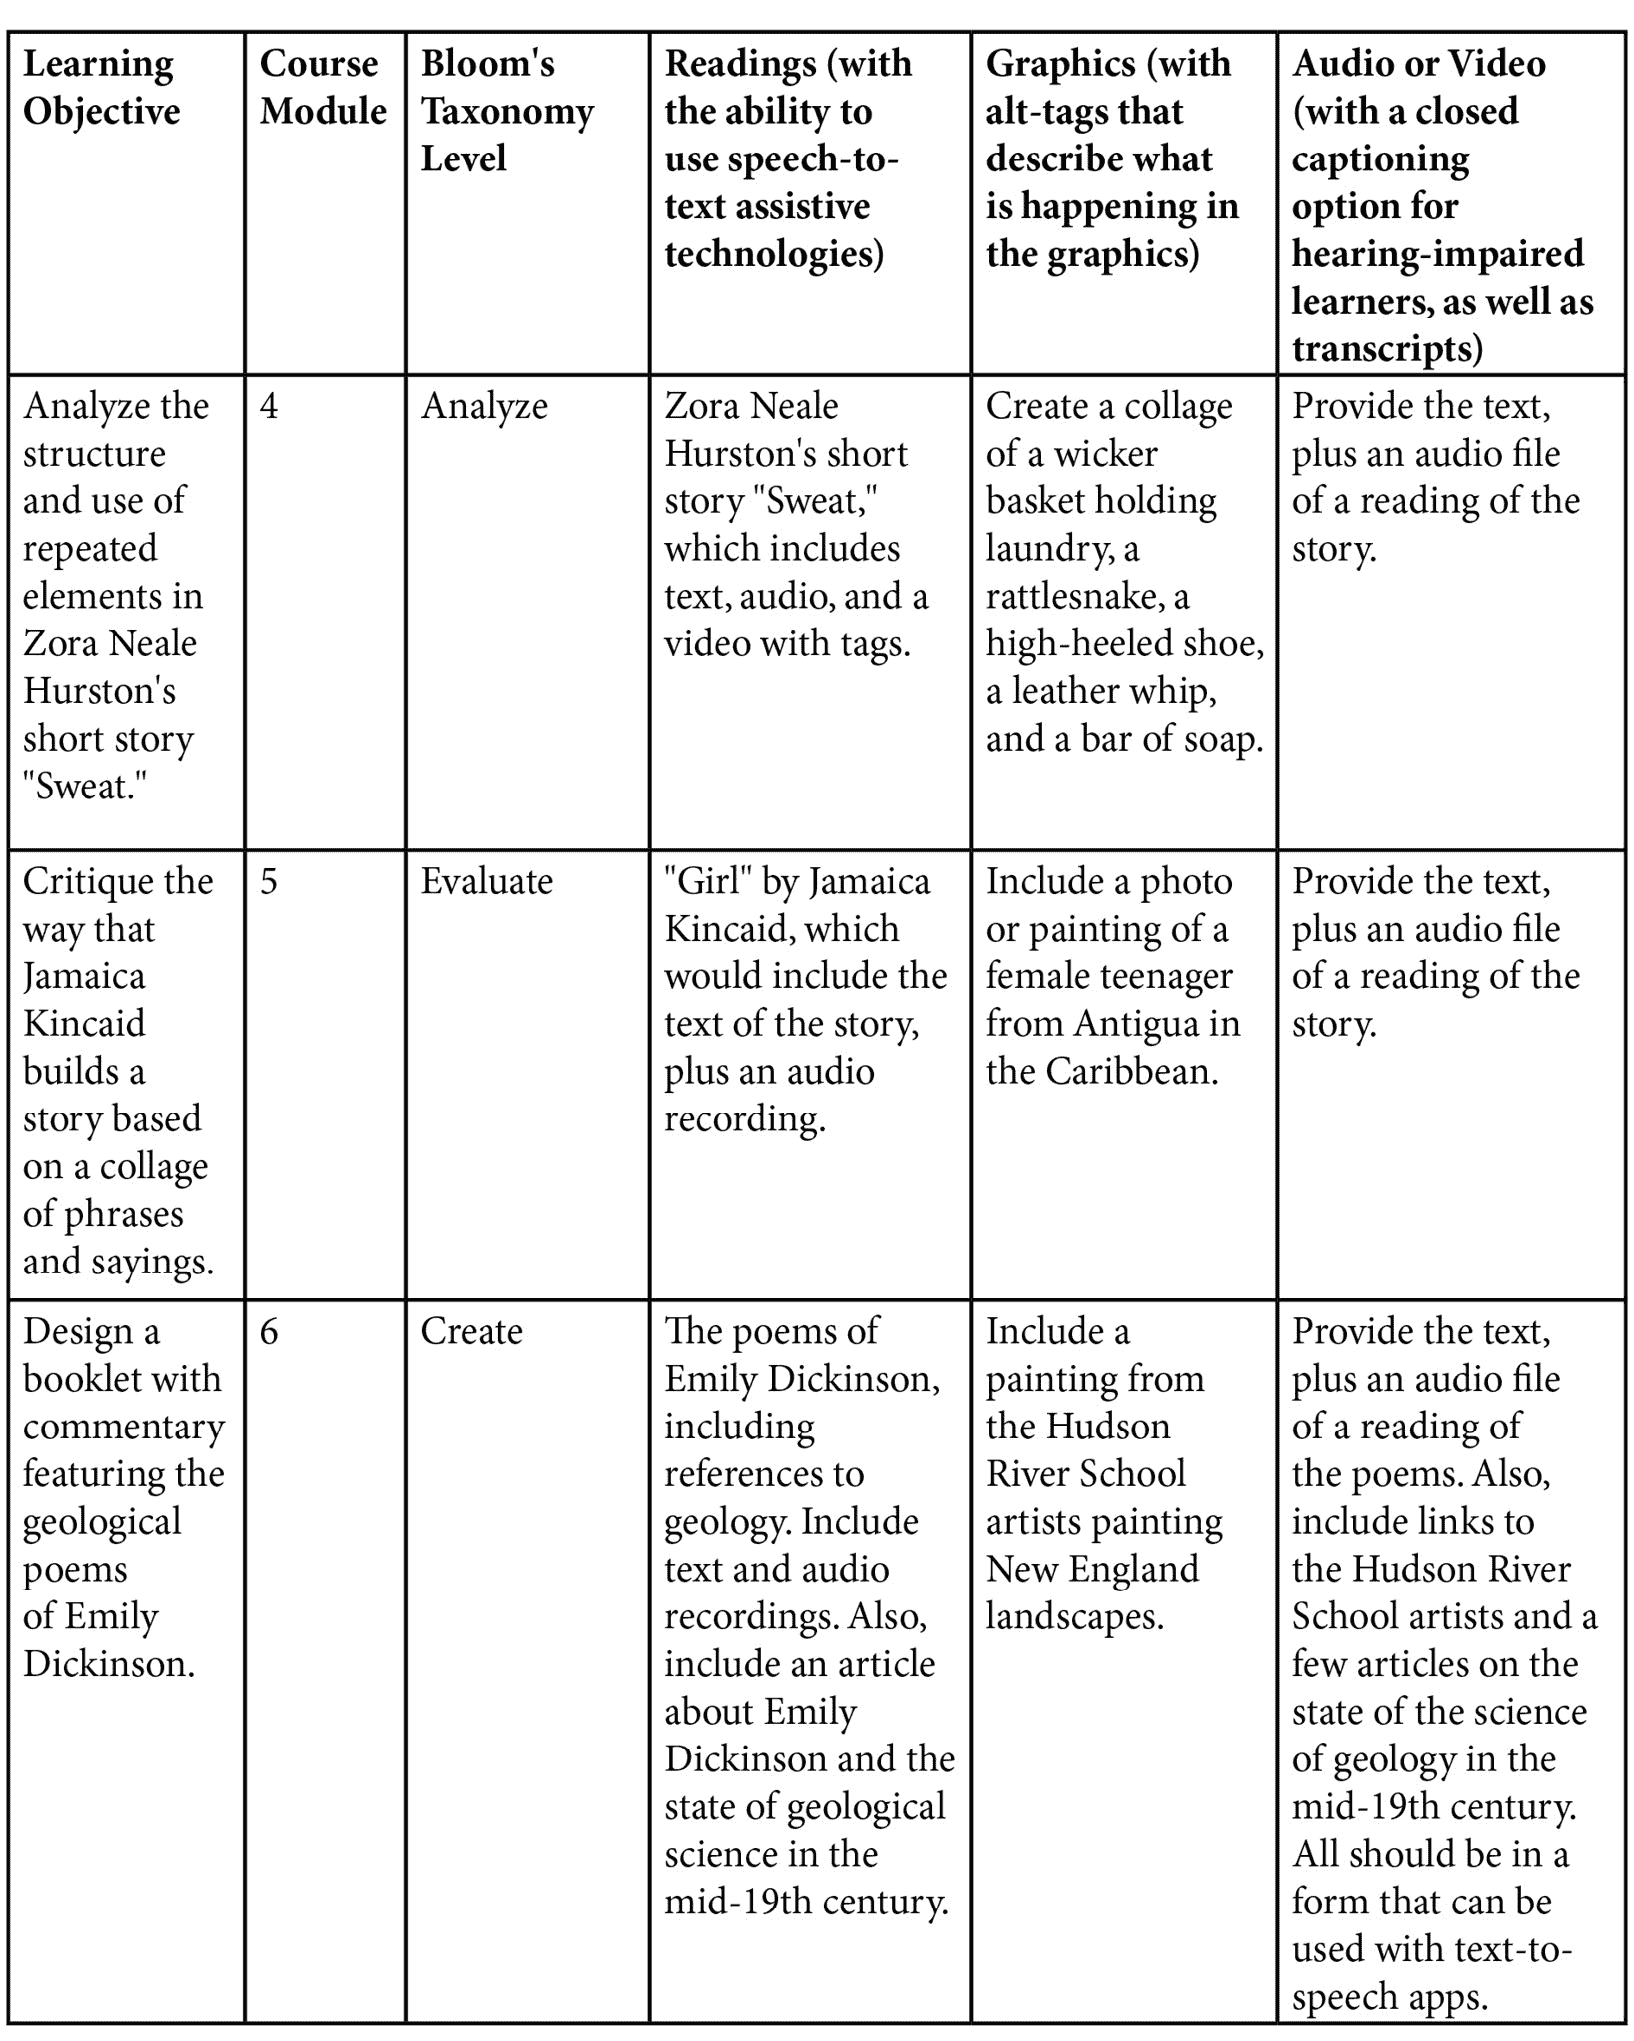 Learning
Objective
Course
Module
Bloom's
Taxonomy
Level
Readings (with
the ability to
use speech-to-
text assistive
technologies)
Graphics (with
alt-tags that
describe what
is happening in
the graphics)
Audio or Video
(with a closed
captioning
option for
hearing-impaired
learners, as well as
transcripts)
Analyze the
structure
and use of
repeated
elements in
Zora Neale
Hurston's
short story
"Sweat."
4
Analyze
Zora Neale
Hurston's short
story "Sweat,"
which includes
text, audio, and a
video with tags.
Create a collage
of a wicker
basket holding
laundry, a
rattlesnake, a
high-heeled shoe,
a leather whip,
and a bar of soap.
Provide the text,
plus an audio file
of a reading of the
story.
Critique the
way that
Jamaica
Kincaid
builds a
story based
on a collage
of phrases
and sayings.
5
Evaluate
"Girl" by Jamaica
Kincaid, which
would include the
text of the story,
plus an audio
recording.
Include a photo
or painting of a
female teenager
from Antigua in
the Caribbean.
Provide the text,
plus an audio file
of a reading of the
story.
Design a
booklet with
commentary
featuring the
geological
poems
of Emily
Dickinson.
6
Create
The poems of
Emily Dickinson,
including
references to
geology. Include
text and audio
recordings. Also,
include an article
about Emily
Dickinson and the
state of geological
science in the
mid-19th century.
Include a
painting from
the Hudson
River School
artists painting
New England
landscapes.
Provide the text,
plus an audio file
of a reading of
the poems. Also,
include links to
the Hudson River
School artists and a
few articles on the
state of the science
of geology in the
mid-19th century.
All should be in a
form that can be
used with text-to-
speech apps.